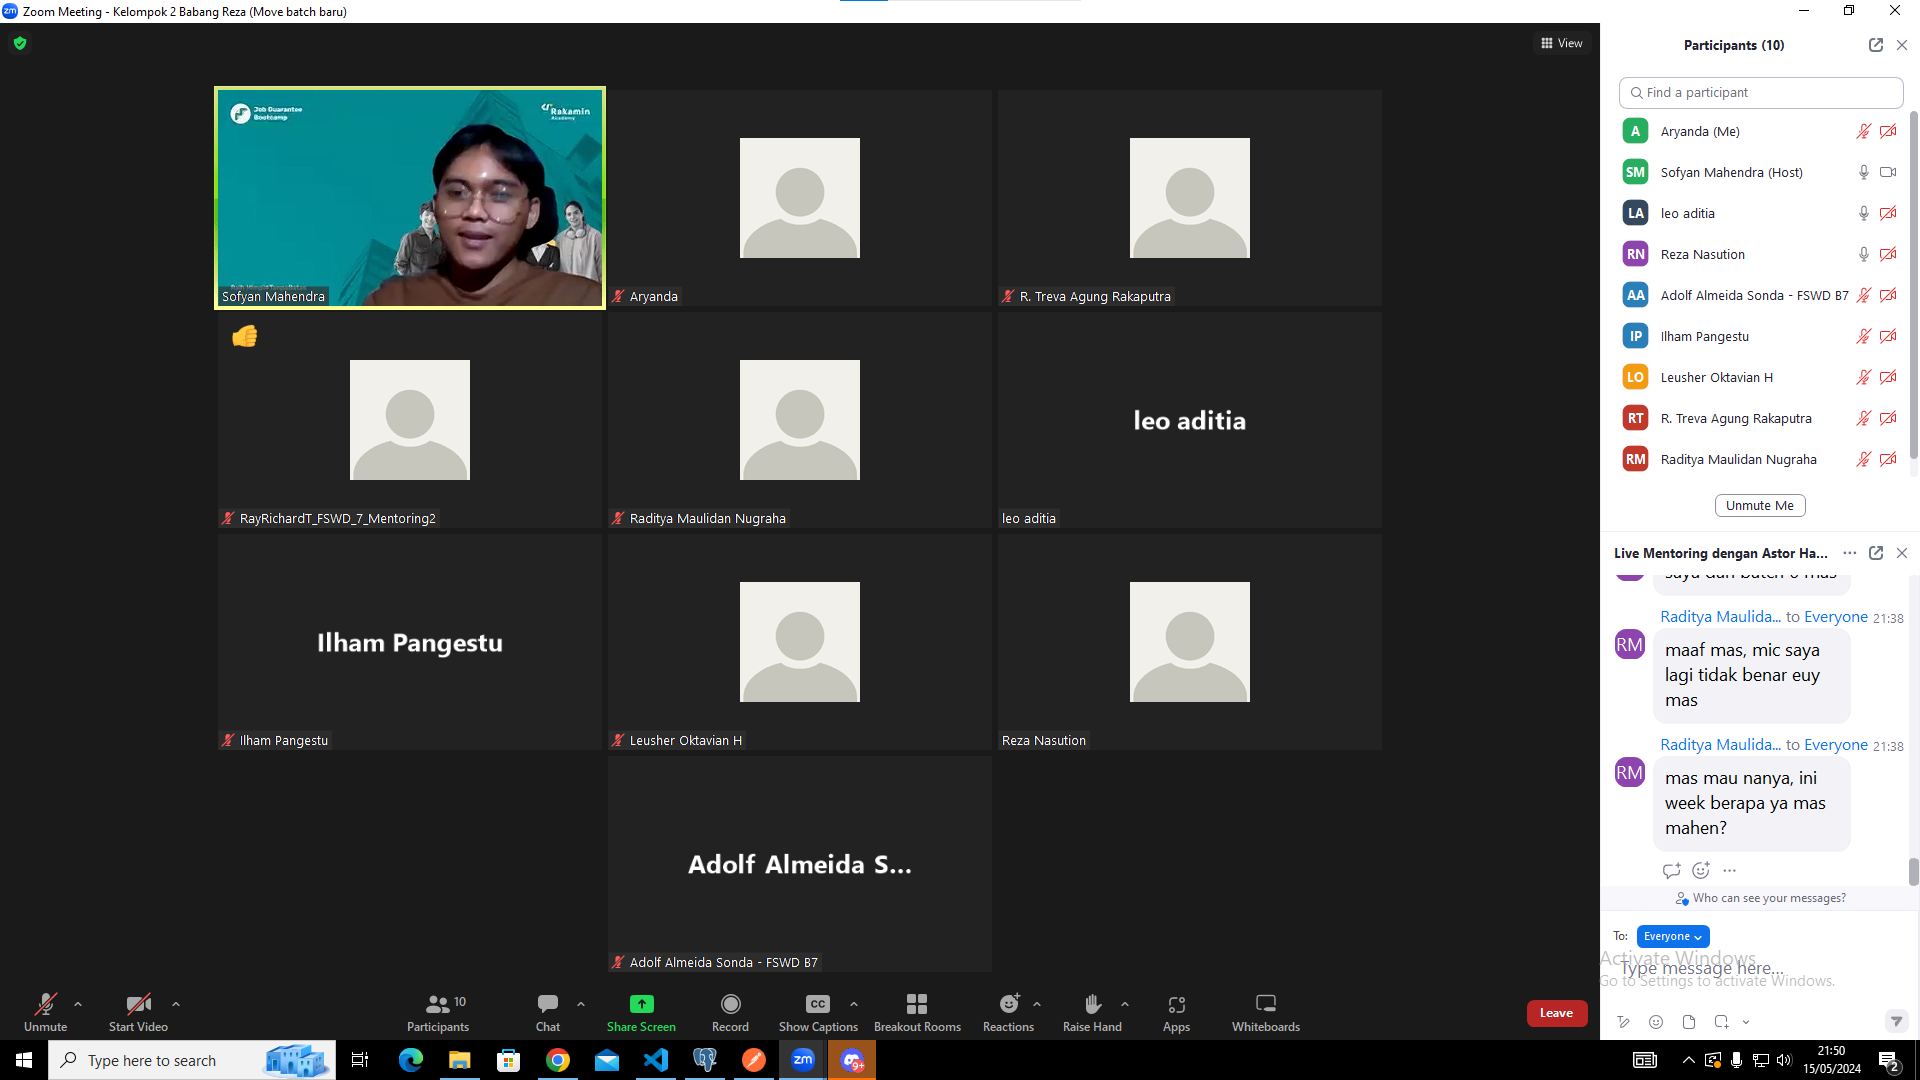 Zoom Meeting - Kelompok 2 Babang Reza (Move batch baru)
View
Job Guarantee
Bootcamp
Rakamin
Academy
Sofyan Mahendra
Aryanda
R. Treva Agung Rakaputra
RayRichardT_FSWD_7_Mentoring2
Raditya Maulidan Nugraha
leo aditia
leo aditia
Ilham Pangestu
Ilham Pangestu
Leusher Oktavian H
Reza Nasution
Adolf Almeida S...
Adolf Almeida Sonda - FSWD B7
Participants (10)
Find a participant
A Aryanda (Me)
SM Sofyan Mahendra (Host)
LA leo aditia
RN Reza Nasution
AA Adolf Almeida Sonda - FSWD B7
IP Ilham Pangestu
LO Leusher Oktavian H
RT R. Treva Agung Rakaputra
RM Raditya Maulidan Nugraha
Unmute Me
Live Mentoring dengan Astor Ha...
Raditya Maulida... to Everyone 21:38
RM
maaf mas, mic saya
lagi tidak benar euy
mas
Raditya Maulida... to Everyone 21:38
RM
mas mau nanya, ini
week berapa ya mas
mahen?
Who can see your messages?
To: Everyone
Type message here...
Activate Windows
Go to Settings to activate Windows.
Unmute
Start Video
Participants
10
Chat
Share Screen
Record
CC
Show Captions
Breakout Rooms
Reactions
Raise Hand
Apps
Whiteboards
Leave
Type here to search
zm
9+
21:50
15/05/2024
2